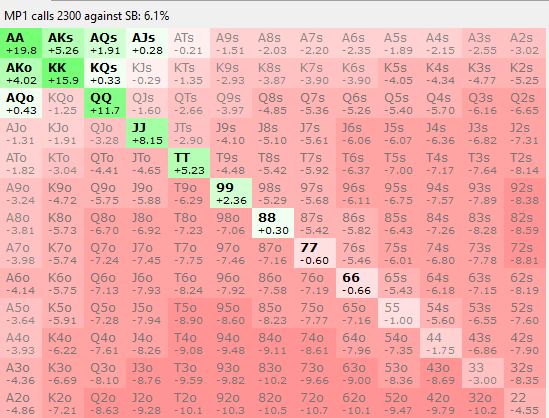 MP1 calls 2300 against SB: 6.1%
AA AKs AQs AJs ATs A9s A8s A7s A6s A5s A4s A3s A2s
+19.8 +5.26 +1.91 +0.28 -0.21 -1.51 -2.03 -2.20 -2.35 -1.89 -2.15 -2.55 -3.02
AKo KK KQs KJs KTs K9s K8s K7s K6s K5s K4s K3s K2s
+4.02 +15.9 +0.33 -0.29 -1.35 -2.93 -3.87 -3.90 -3.90 -4.05 -4.34 -4.77 -5.25
AQo KQo QQ QJs QTs Q9s Q8s Q7s Q6s Q5s Q4s Q3s Q2s
+0.43 -1.25 +11.7 -1.60 -2.66 -3.97 -4.85 -5.36 -5.26 -5.40 -5.70 -6.16 -6.65
AJo KJo QJo JJ JTs J9s J8s J7s J6s J5s J4s J3s J2s
-1.31 -1.91 -3.28 +8.15 -2.90 -4.10 -5.10 -5.61 -6.06 -6.07 -6.36 -6.82 -7.31
ATo KTo QTo JTo TT T9s T8s T7s T6s T5s T4s T3s T2s
-1.82 -3.04 -4.41 -4.65 +5.23 -4.48 -5.42 -5.92 -6.37 -7.00 -7.17 -7.64 -8.14
A9o K9o Q9o J9o T9o 99 98s 97s 96s 95s 94s 93s 92s
-3.24 -4.72 -5.75 -5.88 -6.29 +2.36 -5.29 -5.68 -6.11 -6.75 -7.57 -7.89 -8.38
A8o K8o Q8o J8o T8o 98o 88 87s 86s 85s 84s 83s 82s
-3.81 -5.73 -6.70 -6.92 -7.23 -7.06 +0.30 -5.42 -5.82 -6.43 -7.26 -8.28 -8.59
A7o K7o Q7o J7o T7o 97o 87o 77 76s 75s 74s 73s 72s
-3.98 -5.74 -7.24 -7.45 -7.75 -7.46 -7.16 -0.60 -5.46 -6.01 -6.80 -7.78 -8.81
A6o K6o Q6o J6o T6o 96o 86o 76o 66 65s 64s 63s 62s
-4.14 -5.75 -7.13 -7.93 -8.24 -7.92 -7.58 -7.19 -0.66 -5.43 -6.18 -7.15 -8.19
A5o K5o Q5o J5o T5o 95o 85o 75o 65o 55 54s 53s 52s
-3.64 -5.91 -7.28 -7.94 -8.90 -8.60 -8.23 -7.77 -7.16 -1.00 -5.60 -6.55 -7.60
A4o K4o Q4o J4o T4o 94o 84o 74o 64o 54o 44 43s 42s
-3.93 -6.22 -7.61 -8.26 -9.08 -9.48 -9.11 -8.61 -7.96 -7.35 -1.75 -6.86 -7.90
A3o K3o Q3o J3o T3o 93o 83o 73o 63o 53o 43o 33 32s
-4.36 -6.69 -8.10 -8.76 -9.59 -9.82 -10.2 -9.66 -9.00 -8.36 -8.69 -3.00 -8.35
A2o K2o Q2o J2o T2o 92o 82o 72o 62o 52o 42o 32o 22
-4.86 -7.21 -8.63 -9.28 -10.1 -10.3 -10.5 -10.7 -10.1 -9.47 -9.79 -10.2 -4.55